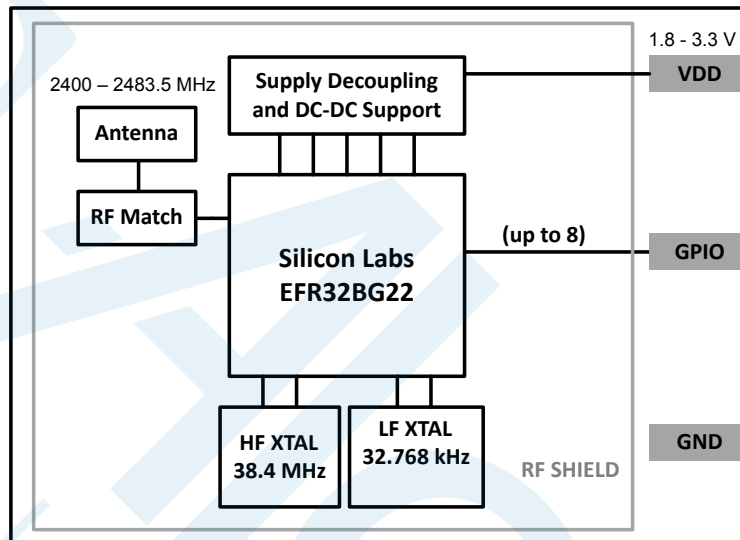 1.8 - 3.3 V
VDD
2400 – 2483.5 MHz
Supply Decoupling
and DC-DC Support
Antenna
RF Match
Silicon Labs
EFR32BG22
(up to 8)
GPIO
HF XTAL
38.4 MHz
LF XTAL
32.768 kHz
GND
RF SHIELD